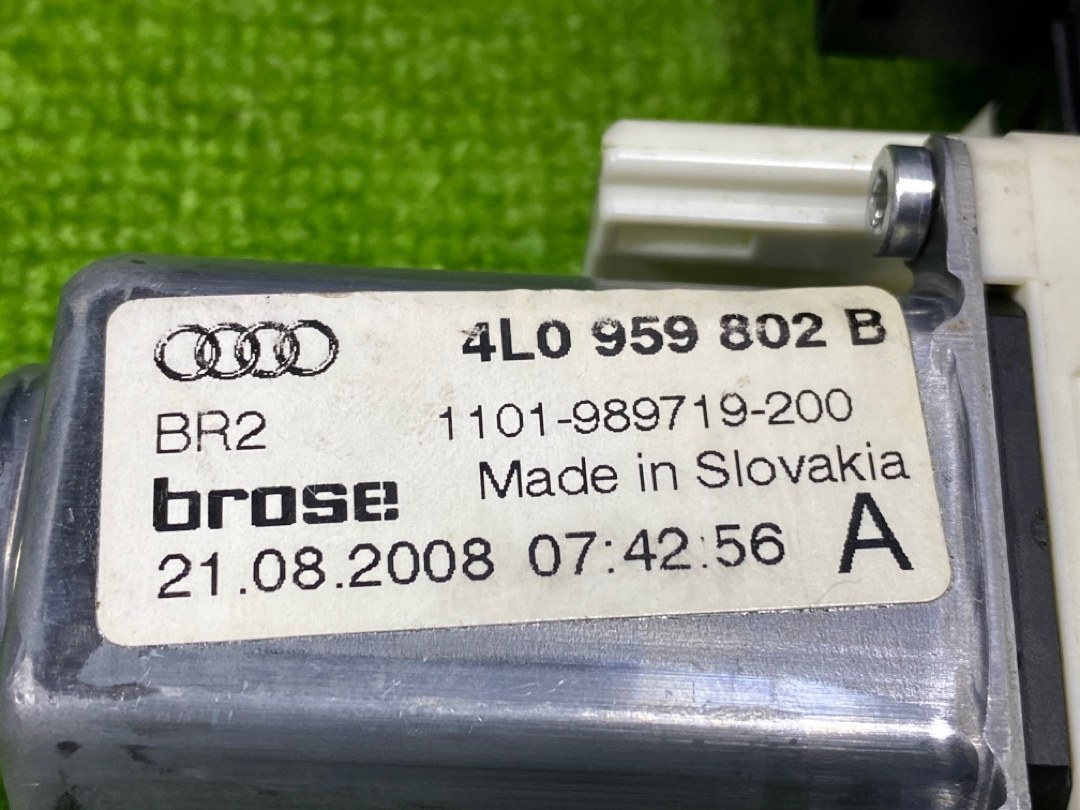 4L0 959 802 B
BR2 1101-989719-200
brose Made in Slovakia
21.08.2008 07:42:56 A